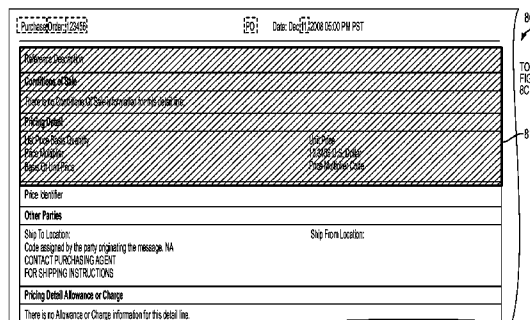 Purchase Order: 123456 PO Date: Dec 11, 2008 05:00 PM PST
Reference Description
Conditions of Sale
There is no Conditions Of Sale information for this detail line.
Pricing Detail
List Price Basis Quantity Unit Price
Price Multiplier 12.3456 U.S. Dollar
Basis Of Unit Price Price Multiplier Code
Price Identifier
Other Parties
Ship To Location: Ship From Location:
Code assigned by the party originating the message. NA
CONTACT PURCHASING AGENT
FOR SHIPPING INSTRUCTIONS
Pricing Detail Allowance or Charge
There is no Allowance or Charge information for this detail line.
TO
FIG
8C